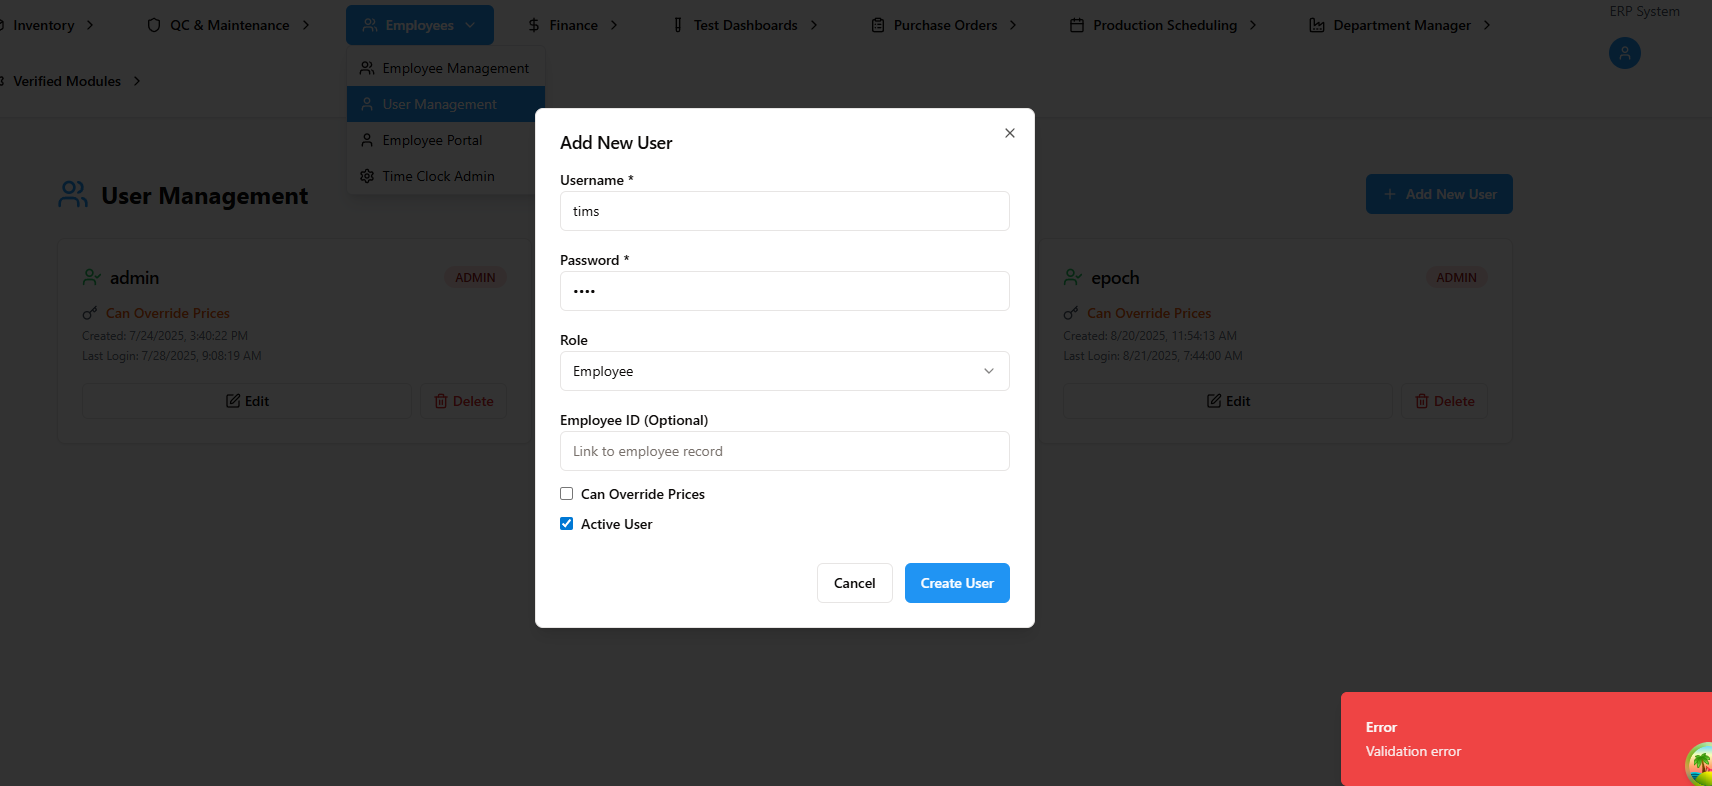 Inventory
QC & Maintenance
Employees
Finance
Test Dashboards
Purchase Orders
Production Scheduling
Department Manager
ERP System
Verified Modules
Employee Management
User Management
Employee Portal
Time Clock Admin
User Management
Add New User
admin
ADMIN
Can Override Prices
Created: 7/24/2025, 3:40:22 PM
Last Login: 7/28/2025, 9:08:19 AM
Edit
Delete
epoch
ADMIN
Can Override Prices
Created: 8/20/2025, 11:54:13 AM
Last Login: 8/21/2025, 7:44:00 AM
Edit
Delete
Add New User
Username *
tims
Password *
••••
Role
Employee
Employee ID (Optional)
Link to employee record
Can Override Prices
Active User
Cancel
Create User
Error
Validation error